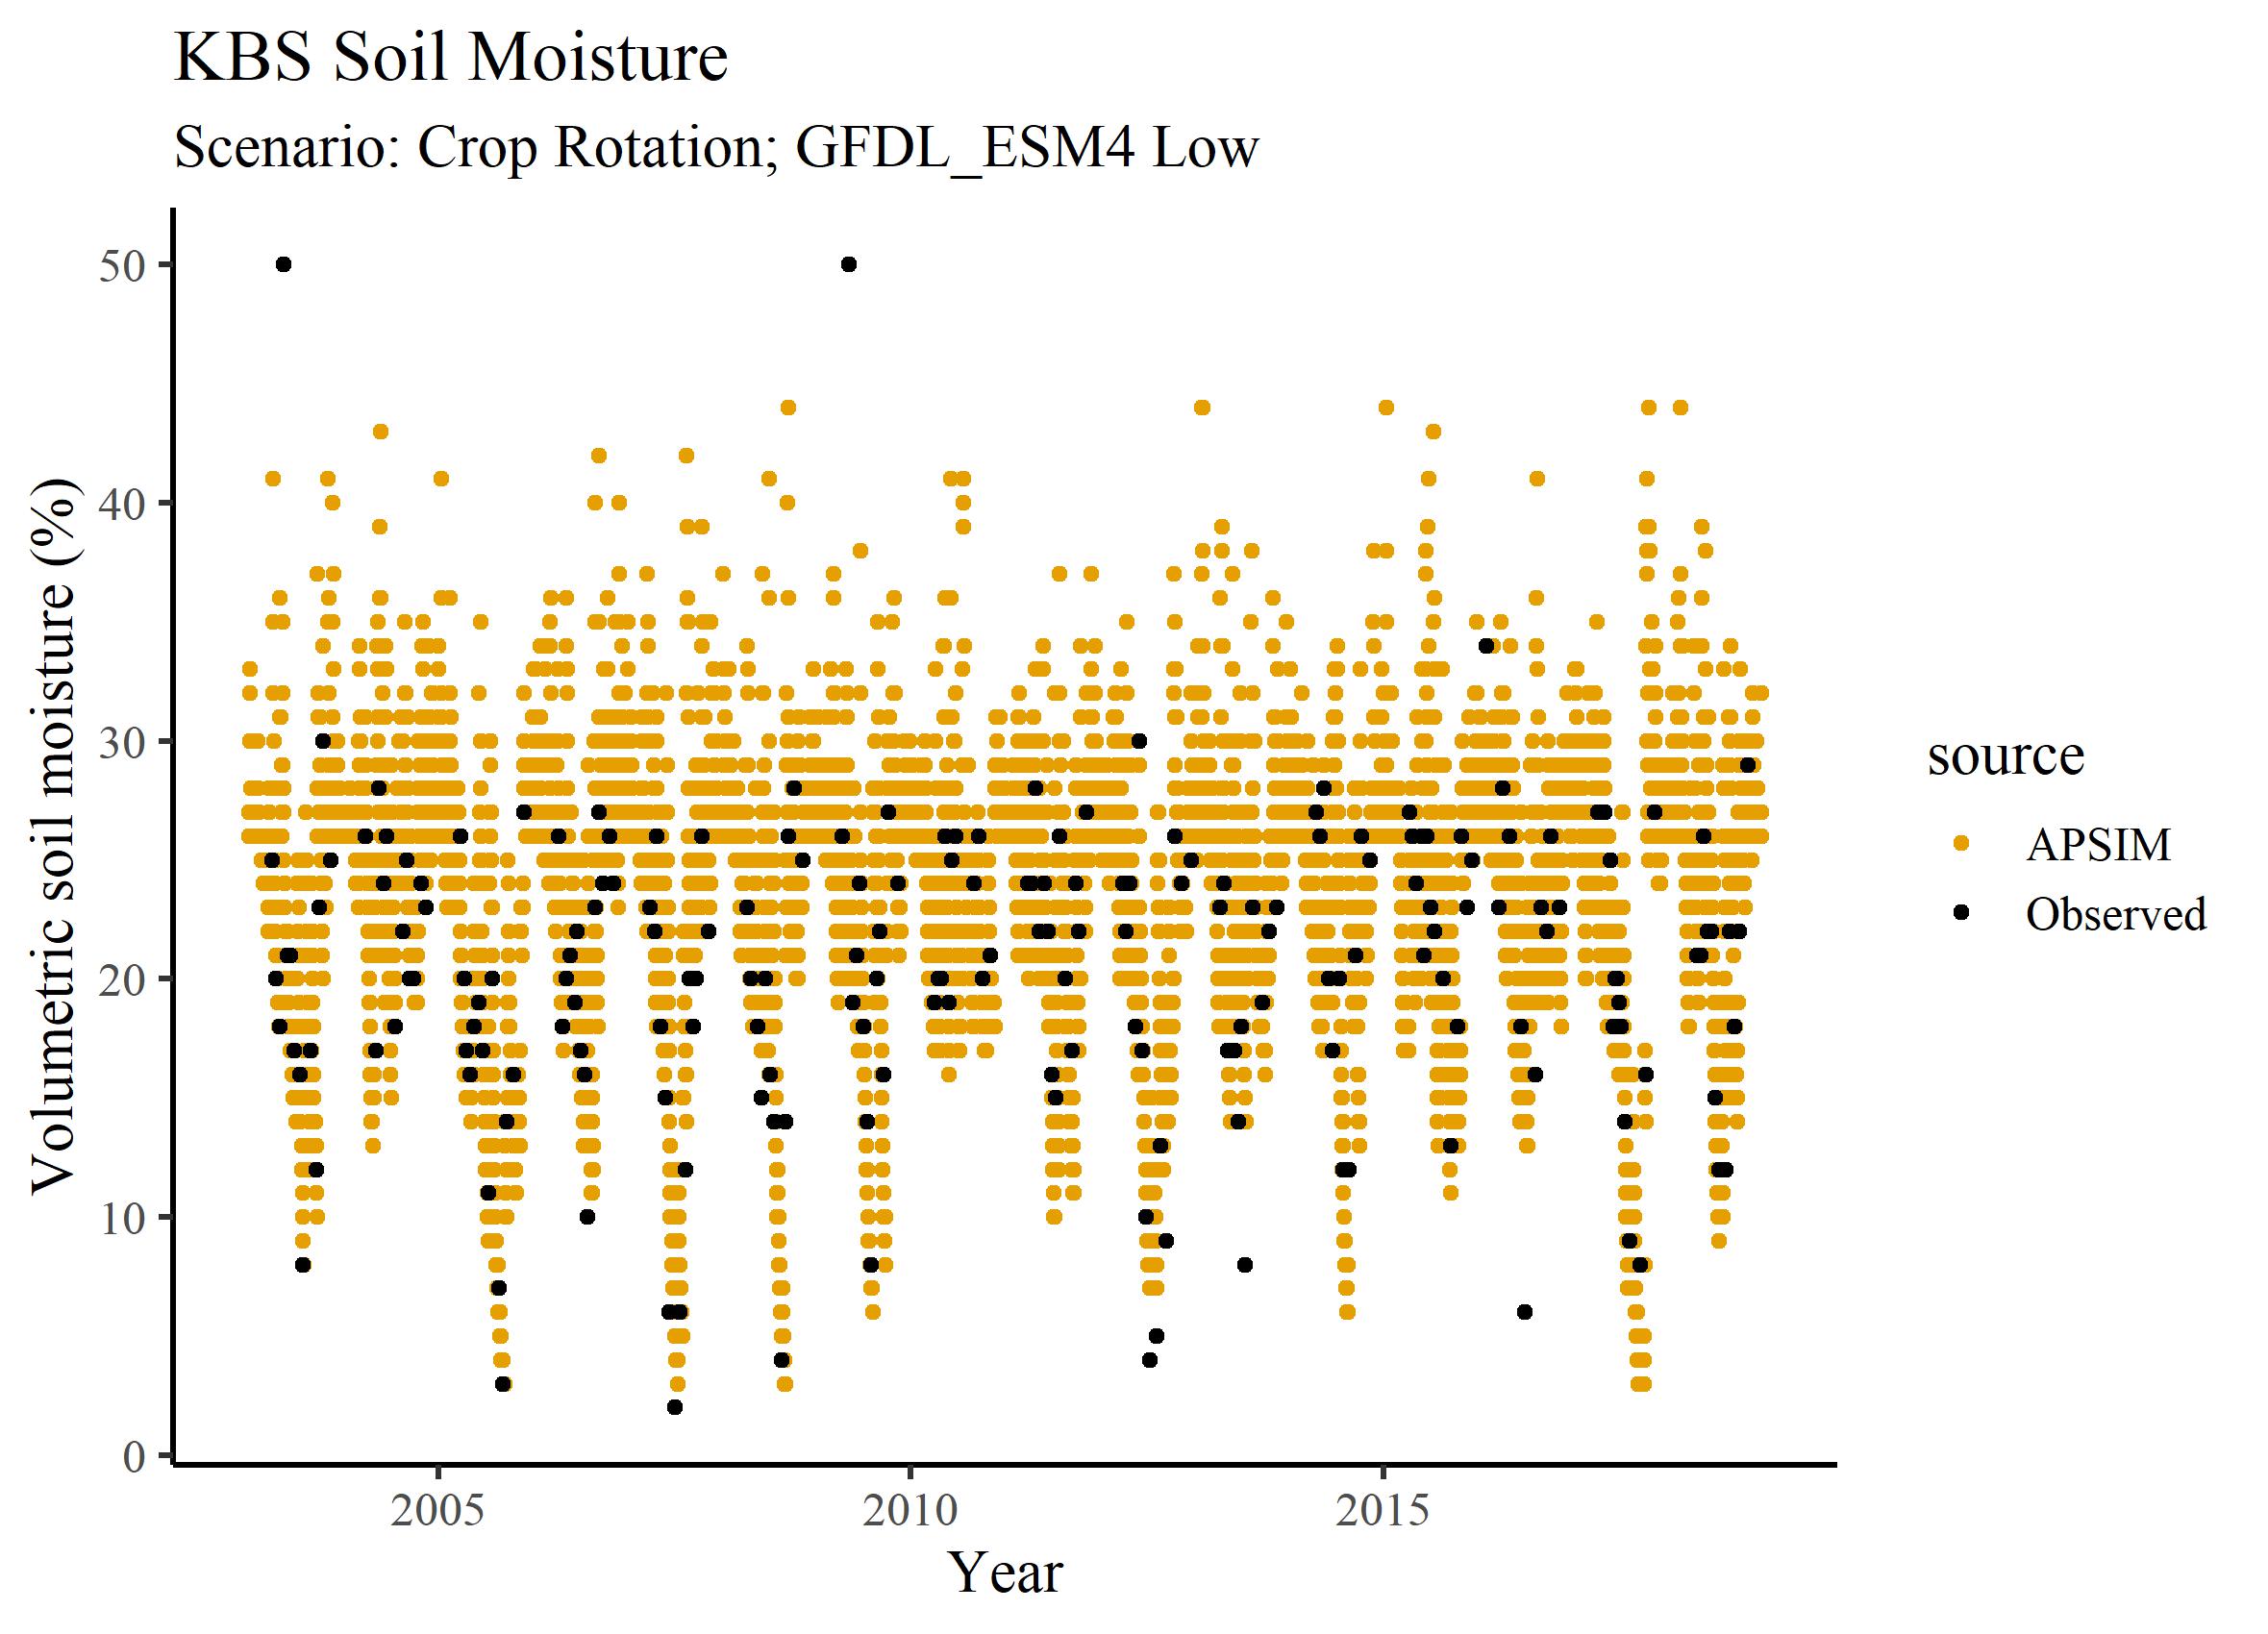 KBS Soil Moisture
Scenario: Crop Rotation; GFDL_ESM4 Low
Volumetric soil moisture (%)
50
40
30
20
10
0
2005
2010
2015
Year
source
APSIM
Observed